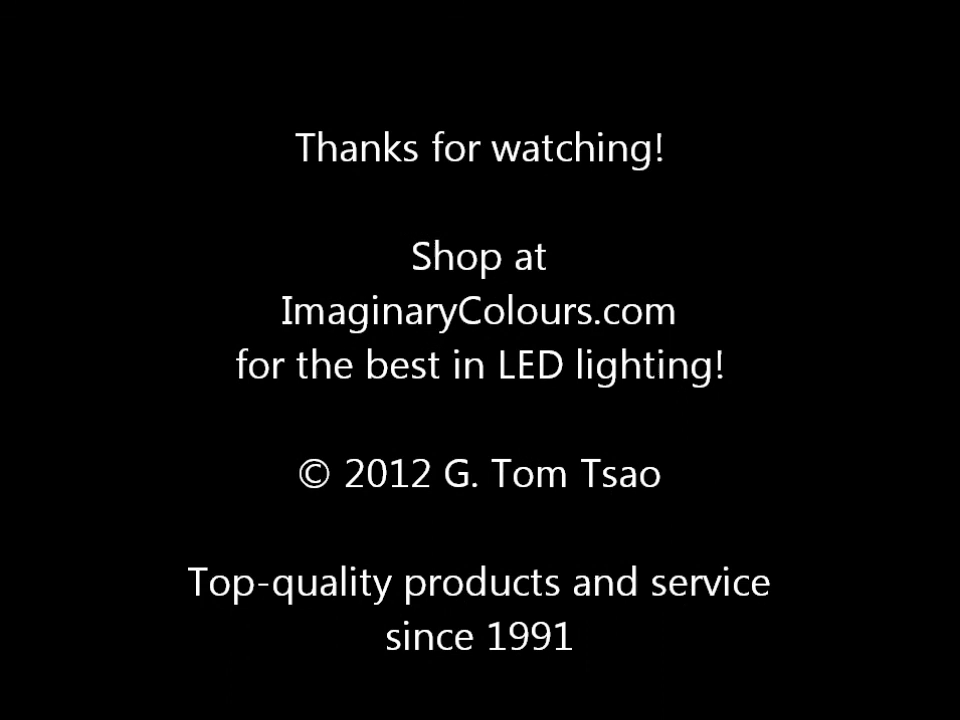 Thanks for watching!
Shop at
ImaginaryColours.com
for the best in LED lighting!
© 2012 G. Tom Tsao
Top-quality products and service
since 1991